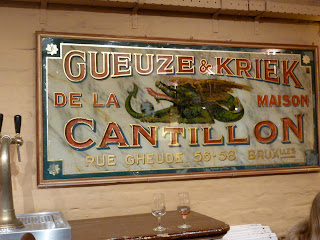 GUEUZE & KRIEK
DE LA MAISON
CANTILLON
RUE GHEUDE 56-58 BRUXELLES